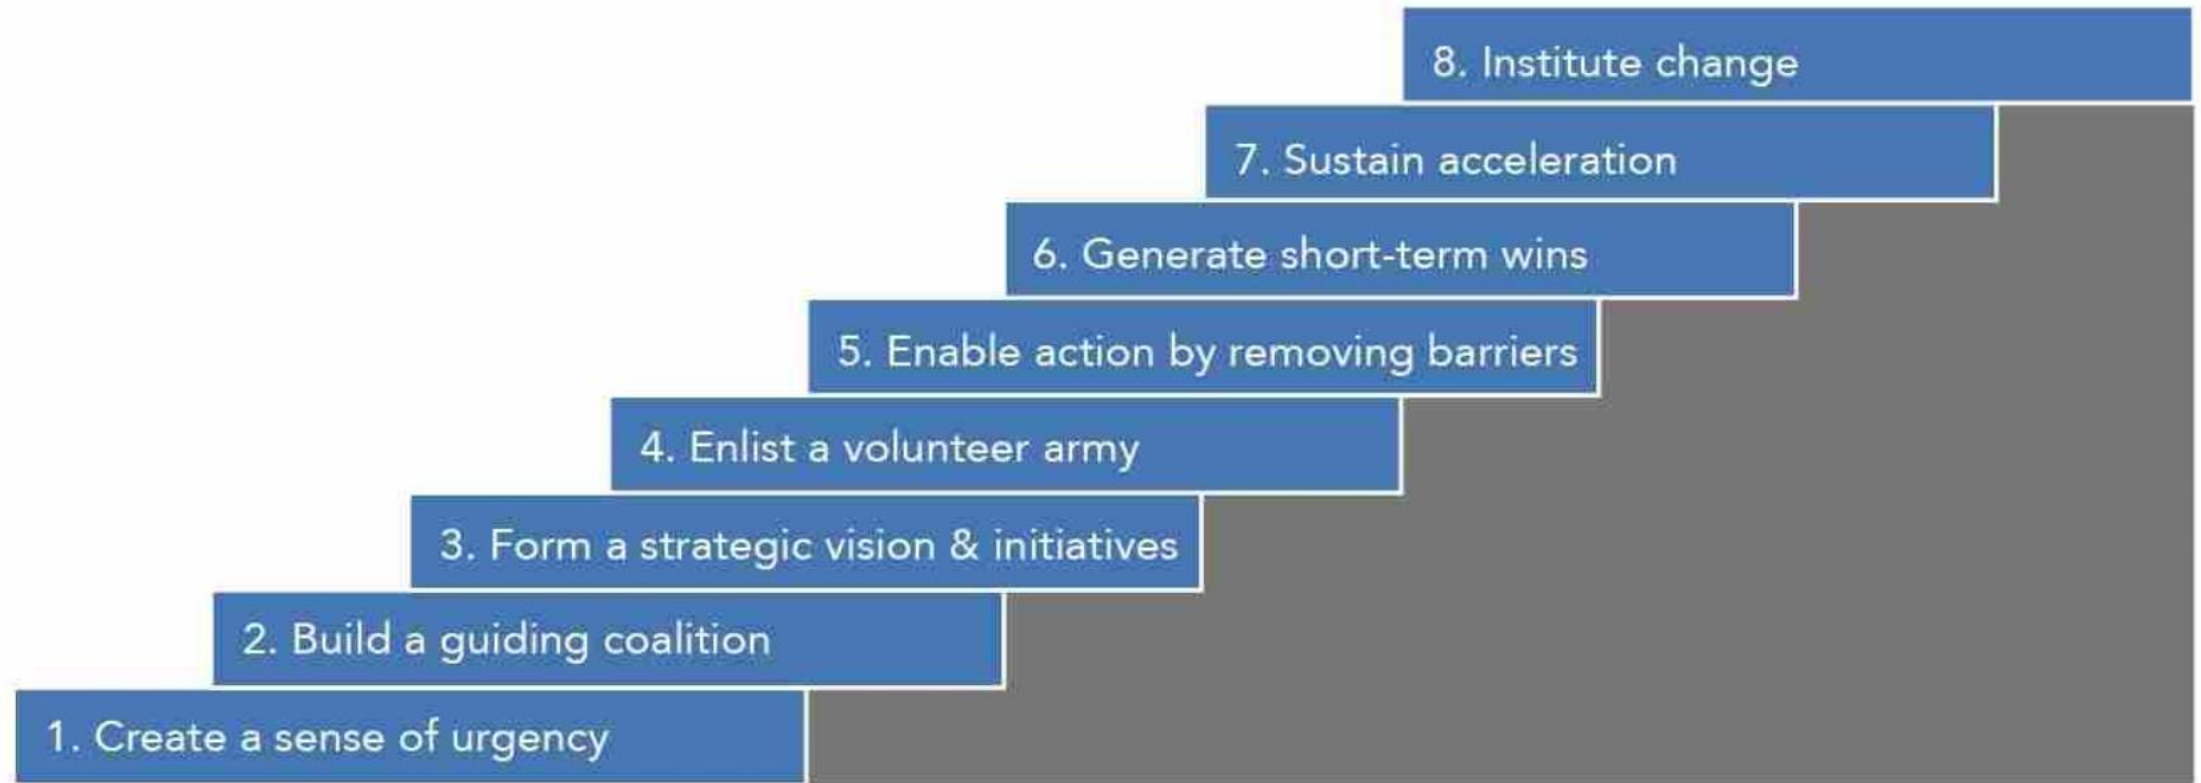 8. Institute change
7. Sustain acceleration
6. Generate short-term wins
5. Enable action by removing barriers
4. Enlist a volunteer army
3. Form a strategic vision & initiatives
2. Build a guiding coalition
1. Create a sense of urgency